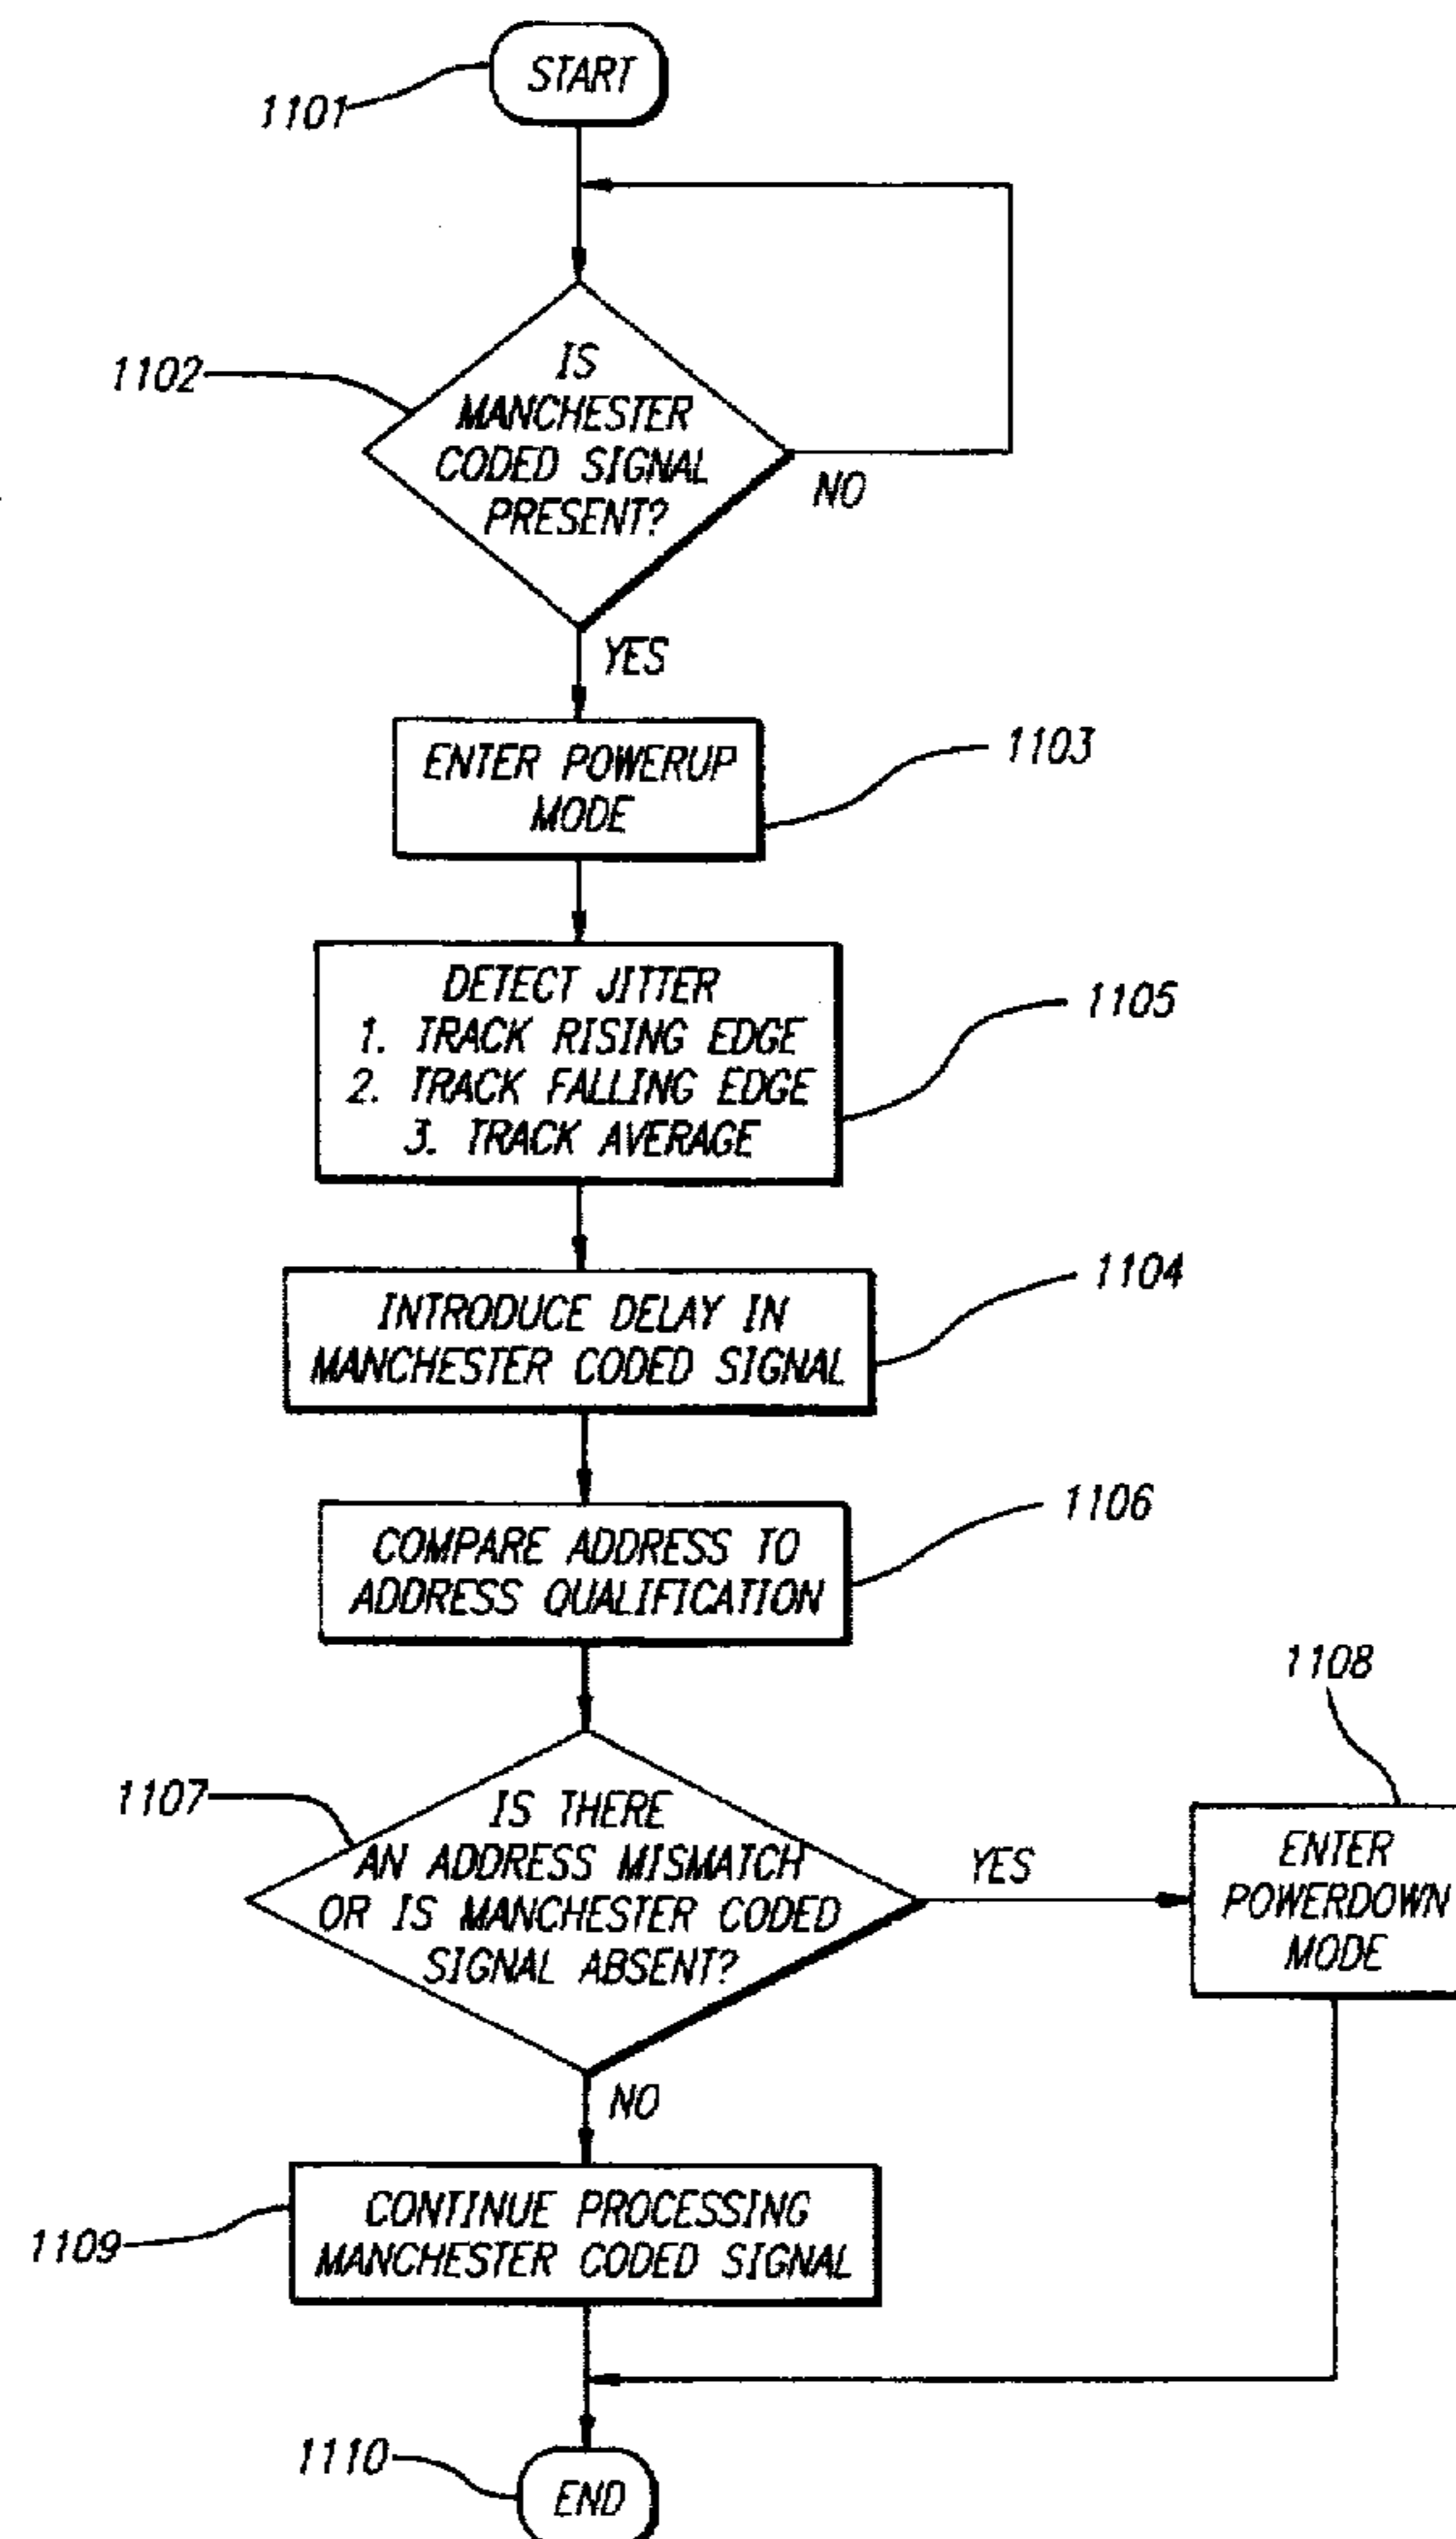 START
1101
IS
MANCHESTER
CODED SIGNAL
PRESENT?
1102
NO
YES
ENTER POWERUP
MODE
1103
DETECT JITTER
1. TRACK RISING EDGE
2. TRACK FALLING EDGE
3. TRACK AVERAGE
1105
INTRODUCE DELAY IN
MANCHESTER CODED SIGNAL
1104
COMPARE ADDRESS TO
ADDRESS QUALIFICATION
1106
1107
IS THERE
AN ADDRESS MISMATCH
OR IS MANCHESTER CODED
SIGNAL ABSENT?
YES
1108
ENTER
POWERDOWN
MODE
NO
CONTINUE PROCESSING
MANCHESTER CODED SIGNAL
1109
1110
END